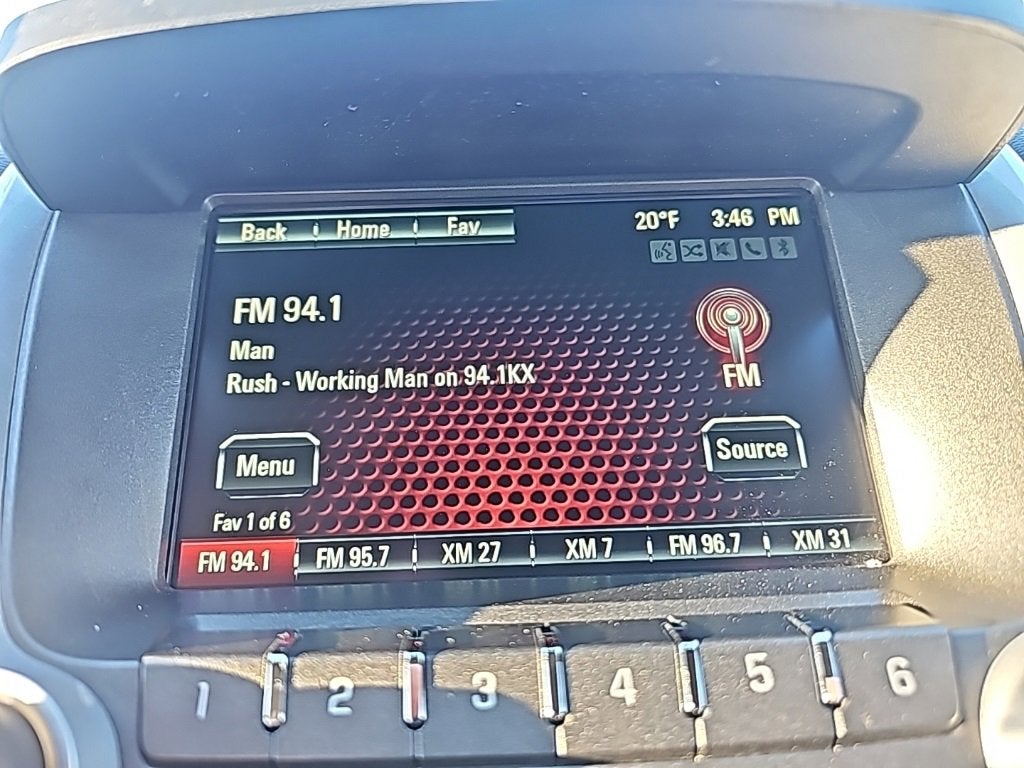 Back Home Fav 20°F 3:46 PM
FM 94.1
Man
Rush - Working Man on 94.1KX
FM
Menu Source
Fav 1 of 6
FM 94.1 FM 95.7 XM 27 XM 7 FM 96.7 XM 31
1 2 3 4 5 6